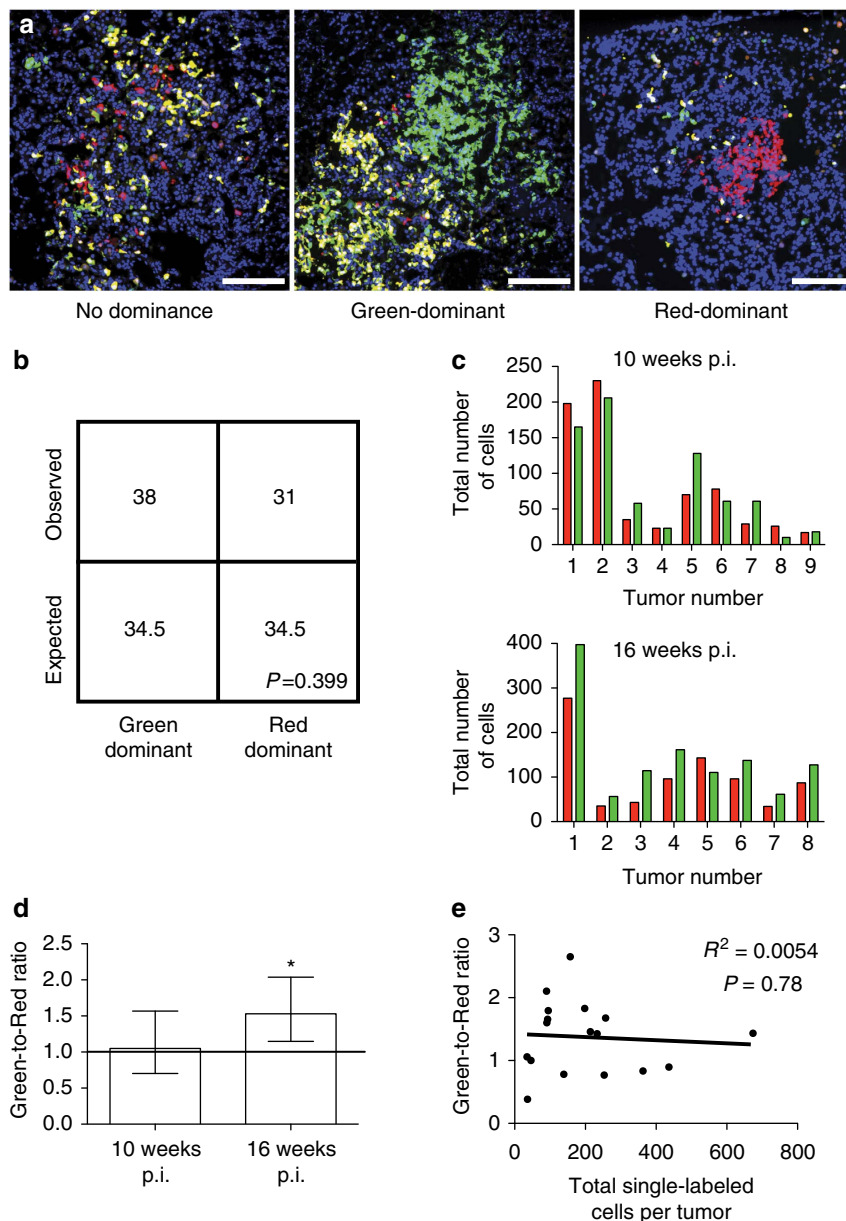 a
No dominance
Green-dominant
Red-dominant
b
Observed
38
31
Expected
34.5
34.5
P=0.399
Green
dominant
Red
dominant
c
10 weeks p.i.
Total number
of cells
250
200
150
100
50
0
1 2 3 4 5 6 7 8 9
Tumor number
16 weeks p.i.
Total number
of cells
400
300
200
100
0
1 2 3 4 5 6 7 8
Tumor number
d
Green-to-Red ratio
2.5
2.0
1.5
1.0
0.5
0.0
*
10 weeks
p.i.
16 weeks
p.i.
e
Green-to-Red ratio
3
2
1
0
R² = 0.0054
P = 0.78
0 200 400 600 800
Total single-labeled
cells per tumor